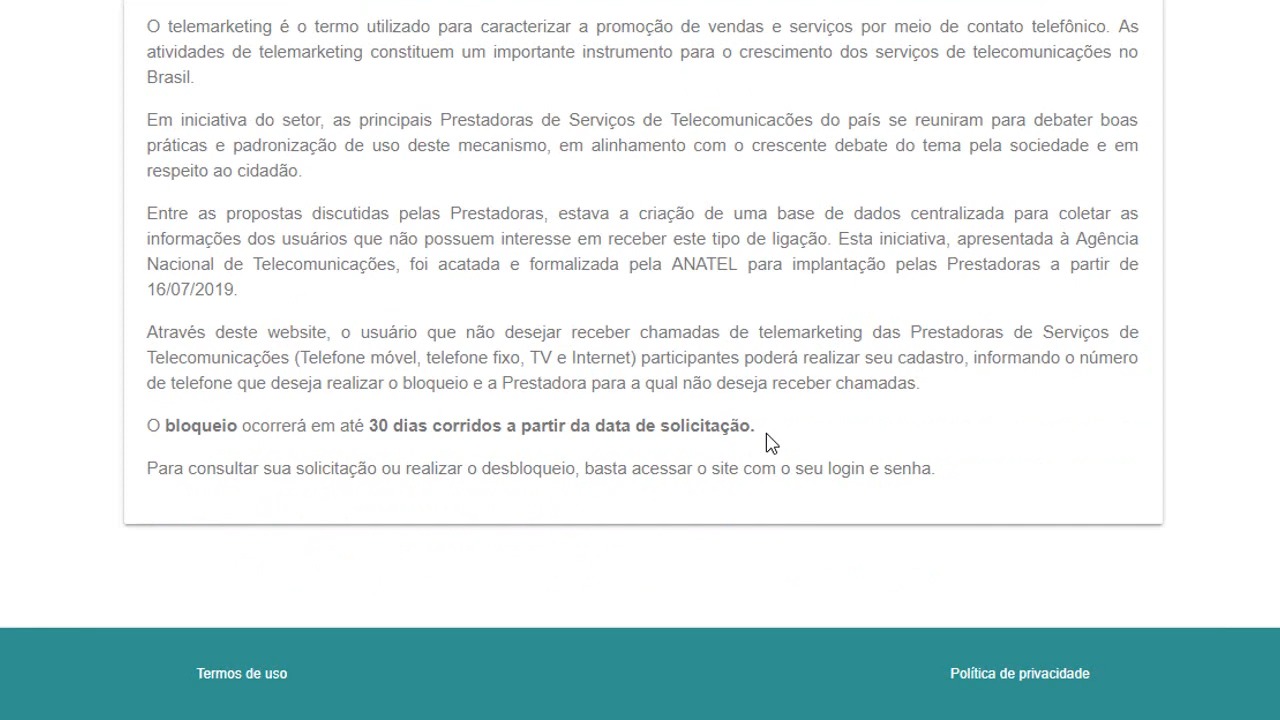 O telemarketing é o termo utilizado para caracterizar a promoção de vendas e serviços por meio de contato telefônico. As
atividades de telemarketing constituem um importante instrumento para o crescimento dos serviços de telecomunicações no
Brasil.
Em iniciativa do setor, as principais Prestadoras de Serviços de Telecomunicacões do país se reuniram para debater boas
práticas e padronização de uso deste mecanismo, em alinhamento com o crescente debate do tema pela sociedade e em
respeito ao cidadão.
Entre as propostas discutidas pelas Prestadoras, estava a criação de uma base de dados centralizada para coletar as
informações dos usuários que não possuem interesse em receber este tipo de ligação. Esta iniciativa, apresentada à Agência
Nacional de Telecomunicações, foi acatada e formalizada pela ANATEL para implantação pelas Prestadoras a partir de
16/07/2019.
Através deste website, o usuário que não desejar receber chamadas de telemarketing das Prestadoras de Serviços de
Telecomunicações (Telefone móvel, telefone fixo, TV e Internet) participantes poderá realizar seu cadastro, informando o número
de telefone que deseja realizar o bloqueio e a Prestadora para a qual não deseja receber chamadas.
O bloqueio ocorrerá em até 30 dias corridos a partir da data de solicitação.
Para consultar sua solicitação ou realizar o desbloqueio, basta acessar o site com o seu login e senha.
Termos de uso
Política de privacidade